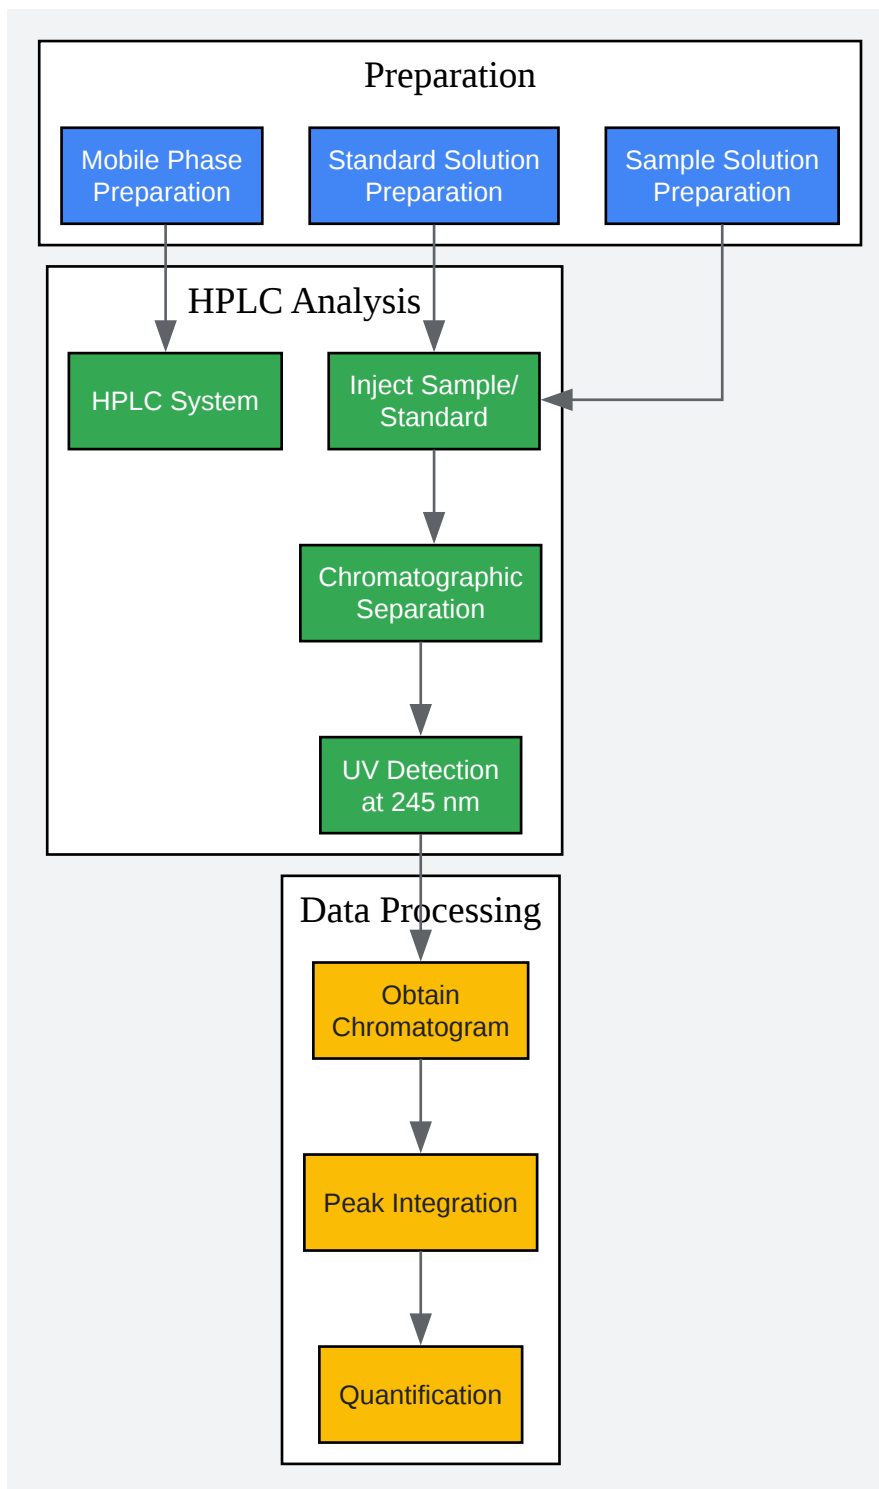 Preparation
Mobile Phase
Preparation
Standard Solution
Preparation
Sample Solution
Preparation
HPLC Analysis
HPLC System
Inject Sample/
Standard
Chromatographic
Separation
UV Detection
at 245 nm
Data Processing
Obtain
Chromatogram
Peak Integration
Quantification